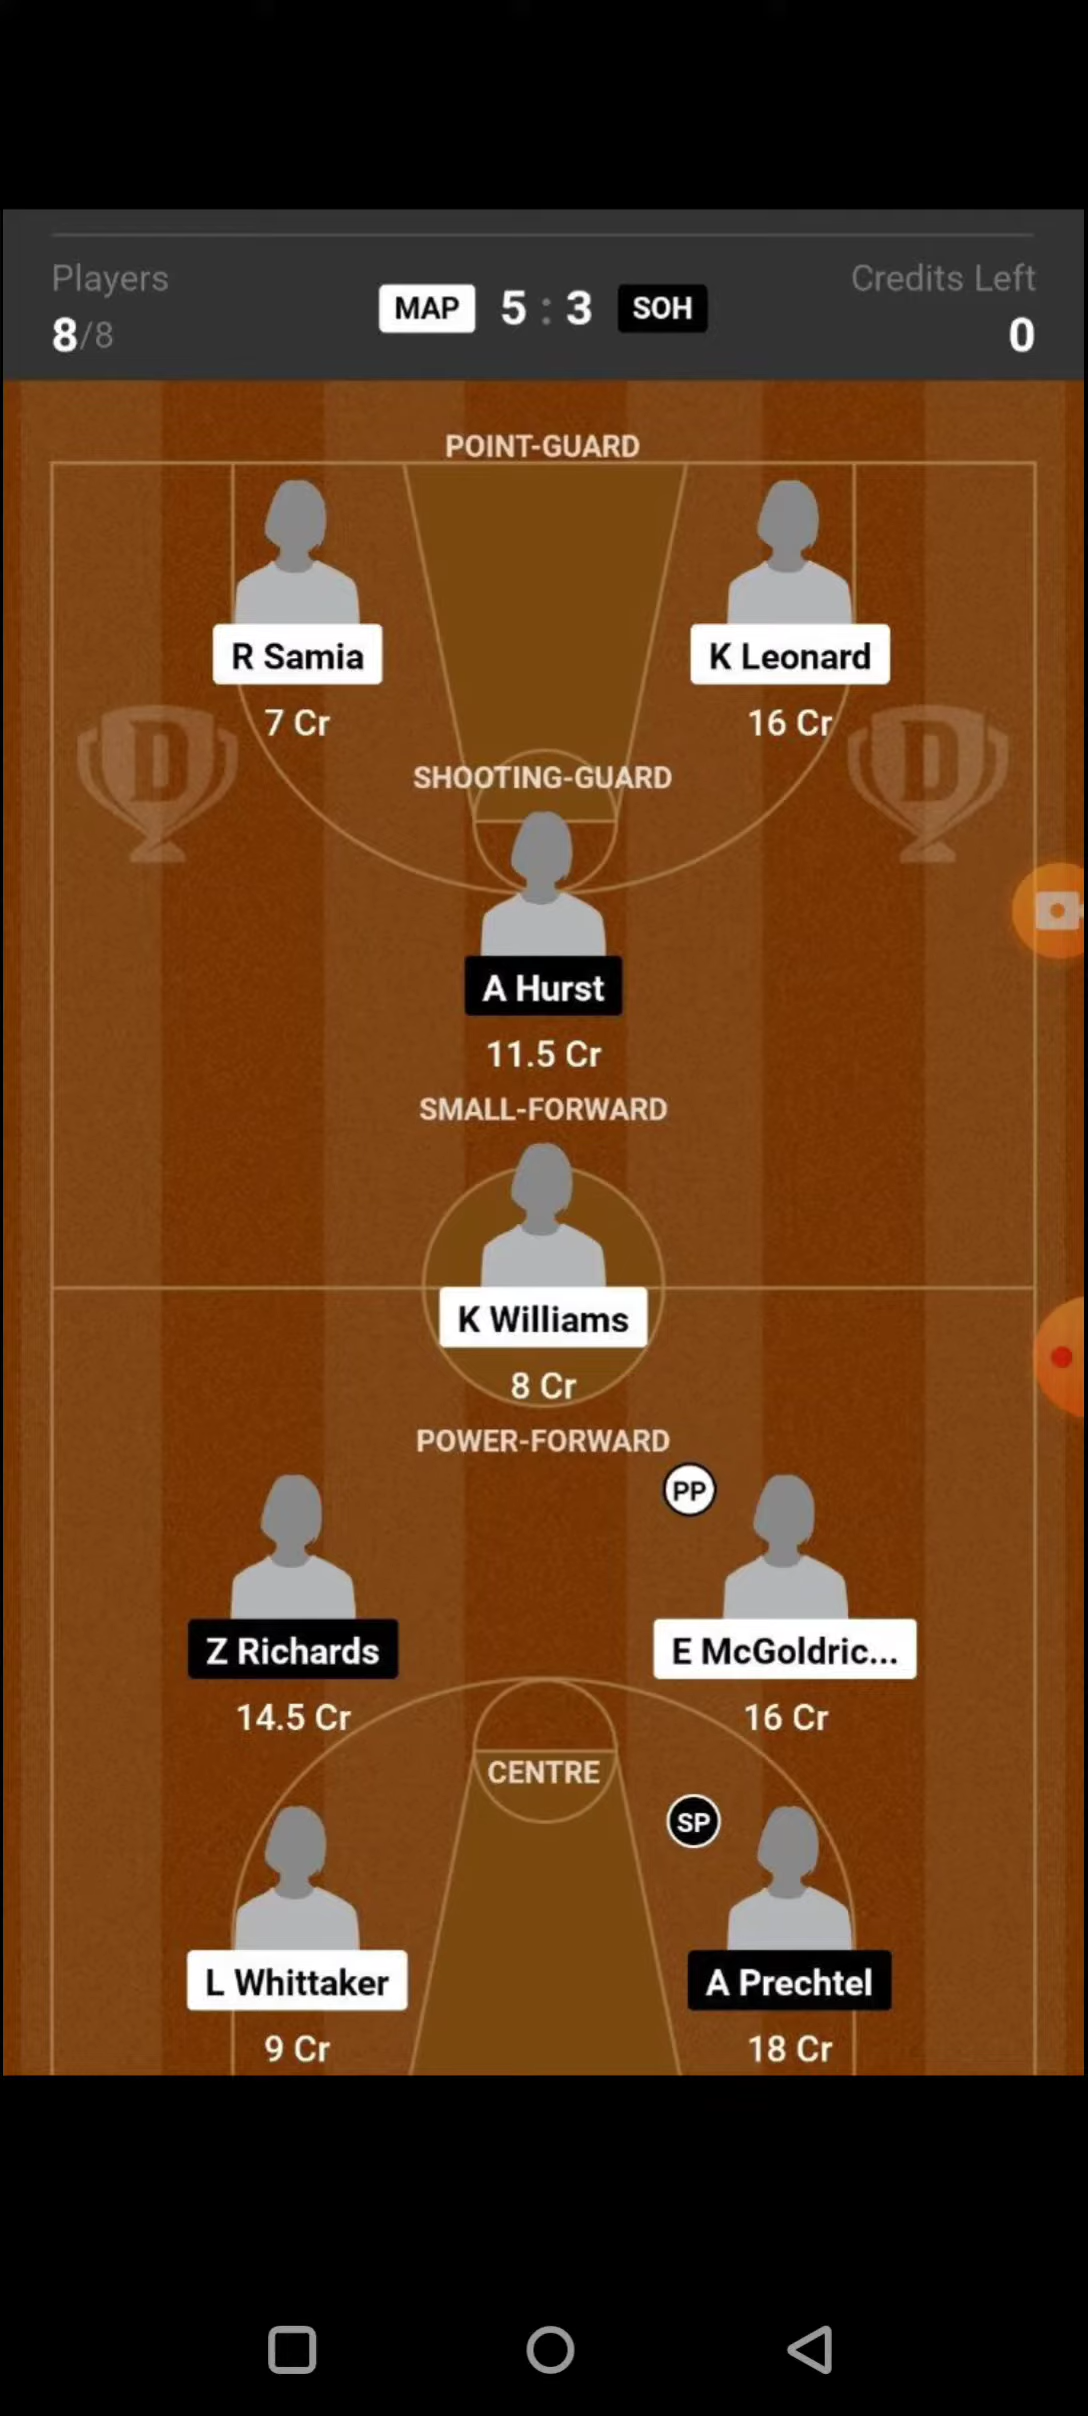 Players
Credits Left
MAP 5 : 3 SOH
8/8
0
POINT-GUARD
R Samia
K Leonard
7 Cr
16 Cr
D
D
SHOOTING-GUARD
A Hurst
11.5 Cr
SMALL-FORWARD
K Williams
8 Cr
POWER-FORWARD
PP
Z Richards
E McGoldric...
14.5 Cr
16 Cr
CENTRE
SP
L Whittaker
A Prechtel
9 Cr
18 Cr